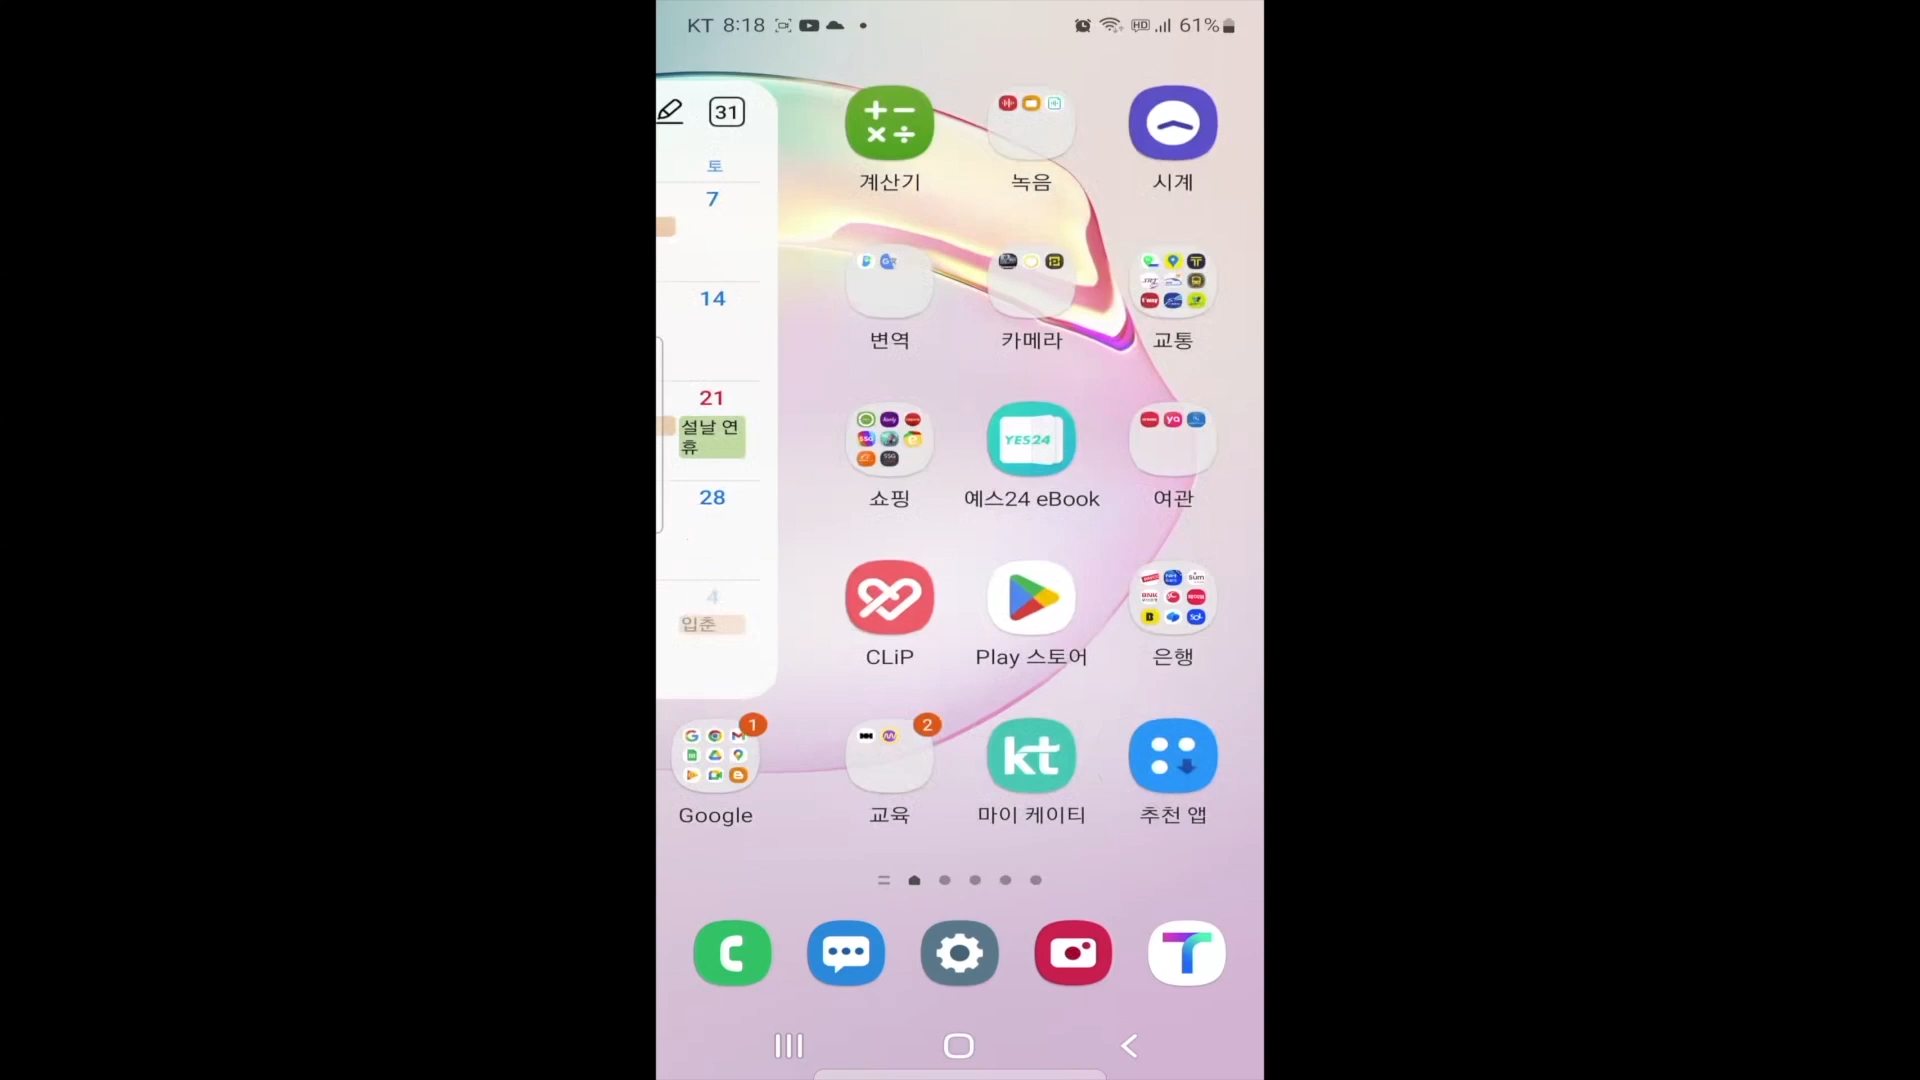 KT 8:18
HD 61%
31
토
7
14
21
설날 연
휴
28
4
입춘
계산기
녹음
시계
변역
카메라
교통
YES24
쇼핑
예스24 eBook
여관
CLiP
Play 스토어
은행
1
2
kt
Google
교육
마이 케이티
추천 앱